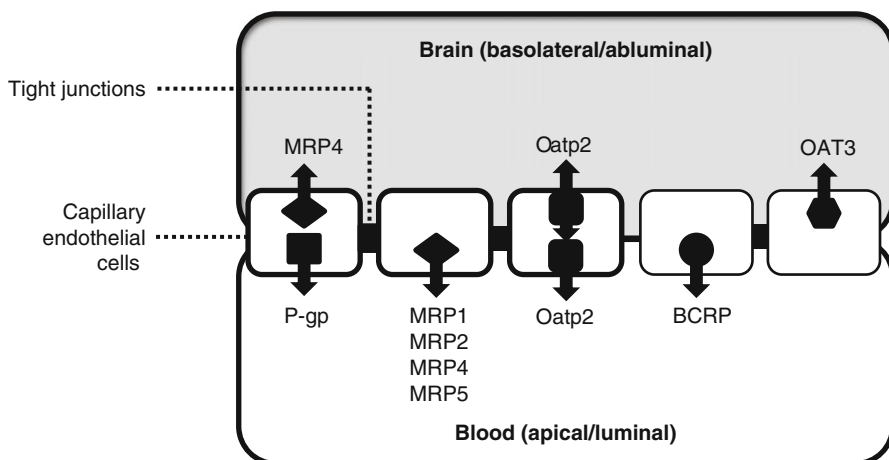 Brain (basolateral/abluminal)
Tight junctions
MRP4
Oatp2
OAT3
Capillary
endothelial
cells
P-gp
MRP1
MRP2
MRP4
MRP5
Oatp2
BCRP
Blood (apical/luminal)